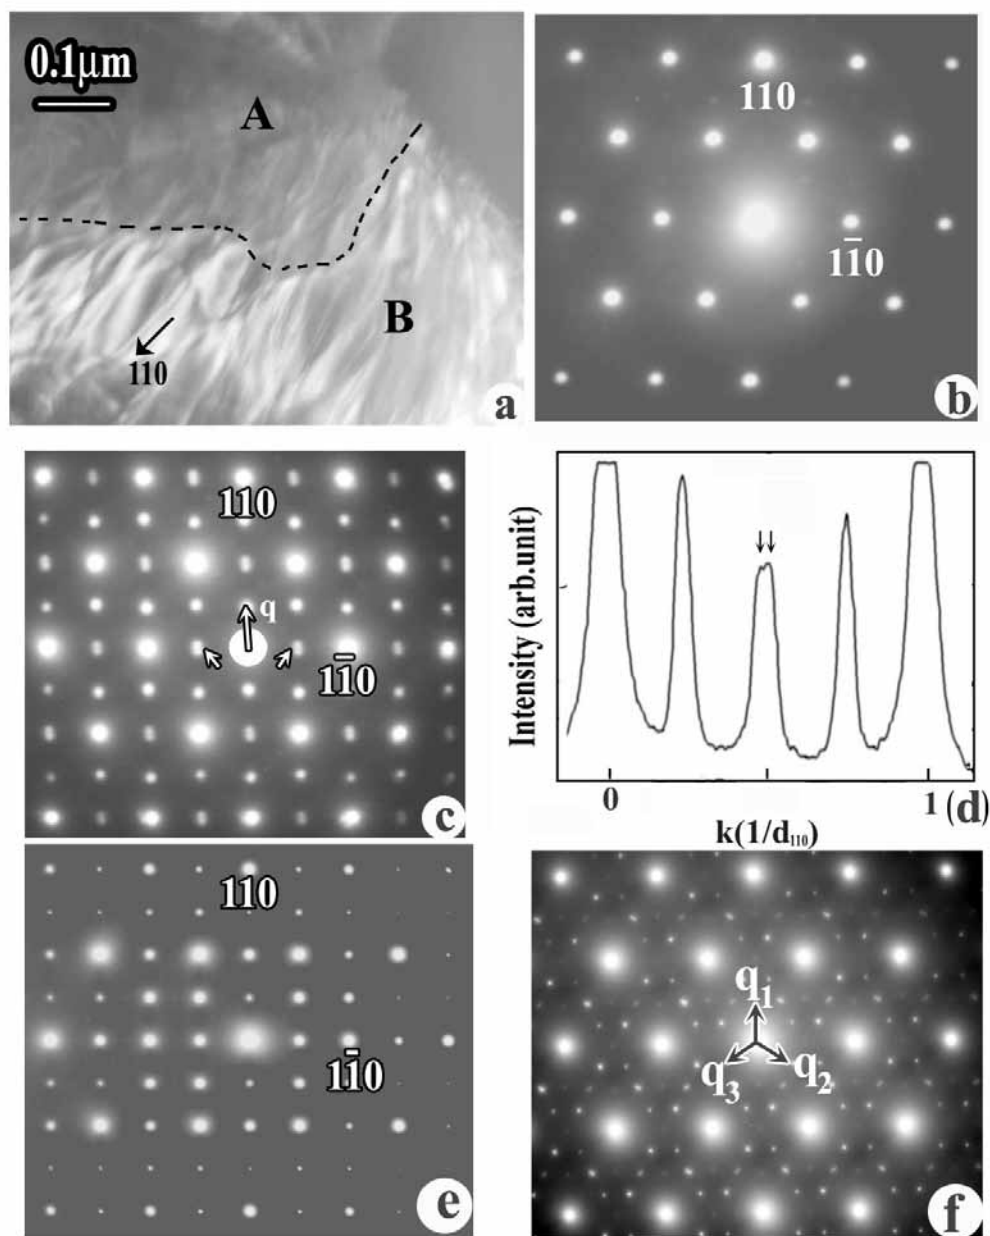 0.1μm
A
B
110
a
110
11̅0
b
110
q
11̅0
c
Intensity (arb.unit)
0
1
(d)
k(1/d₁₁₀)
110
11̅0
e
q₁
q₃
q₂
f